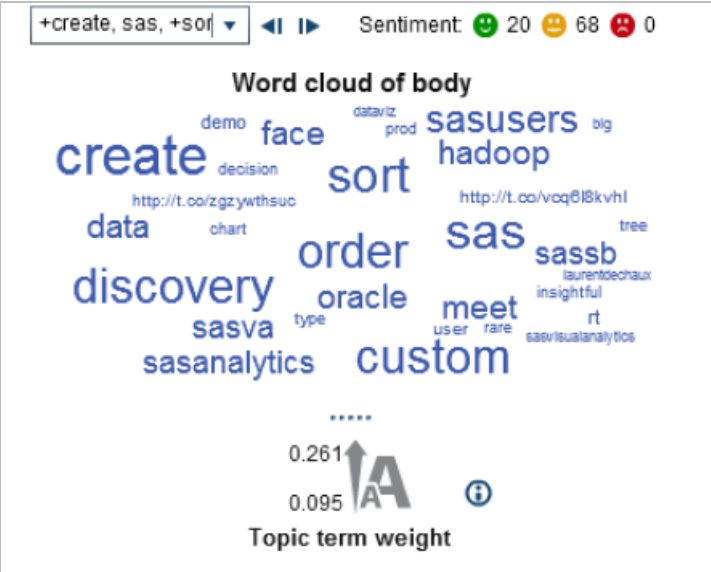 +create, sas, +sor
Sentiment: 20 68 0
Word cloud of body
demo
face
dataviz
prod
sasusers
big
create
decision
sort
hadoop
http://t.co/zgzywthsuc
http://t.co/vcq6l8kvhl
data
chart
order
sas
tree
sassb
discovery
oracle
laurentdechaux
insightful
sasva
type
meet
rt
user
rare
sasvisualanalytics
sasanalytics
custom
0.261
0.095
Topic term weight